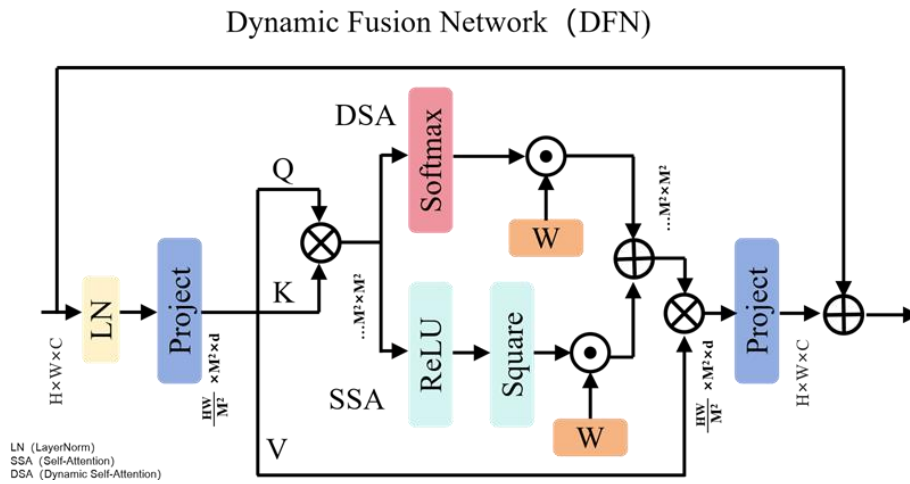 Dynamic Fusion Network（DFN)
DSA
Softmax
W
...M²×M²
Q
K
V
...M²×M²
LN
Project
H×W×C
HW/M² ×M²×d
SSA
ReLU
Square
W
HW/M² ×M²×d
Project
H×W×C
LN（LayerNorm)
SSA（Self-Attention)
DSA（Dynamic Self-Attention)